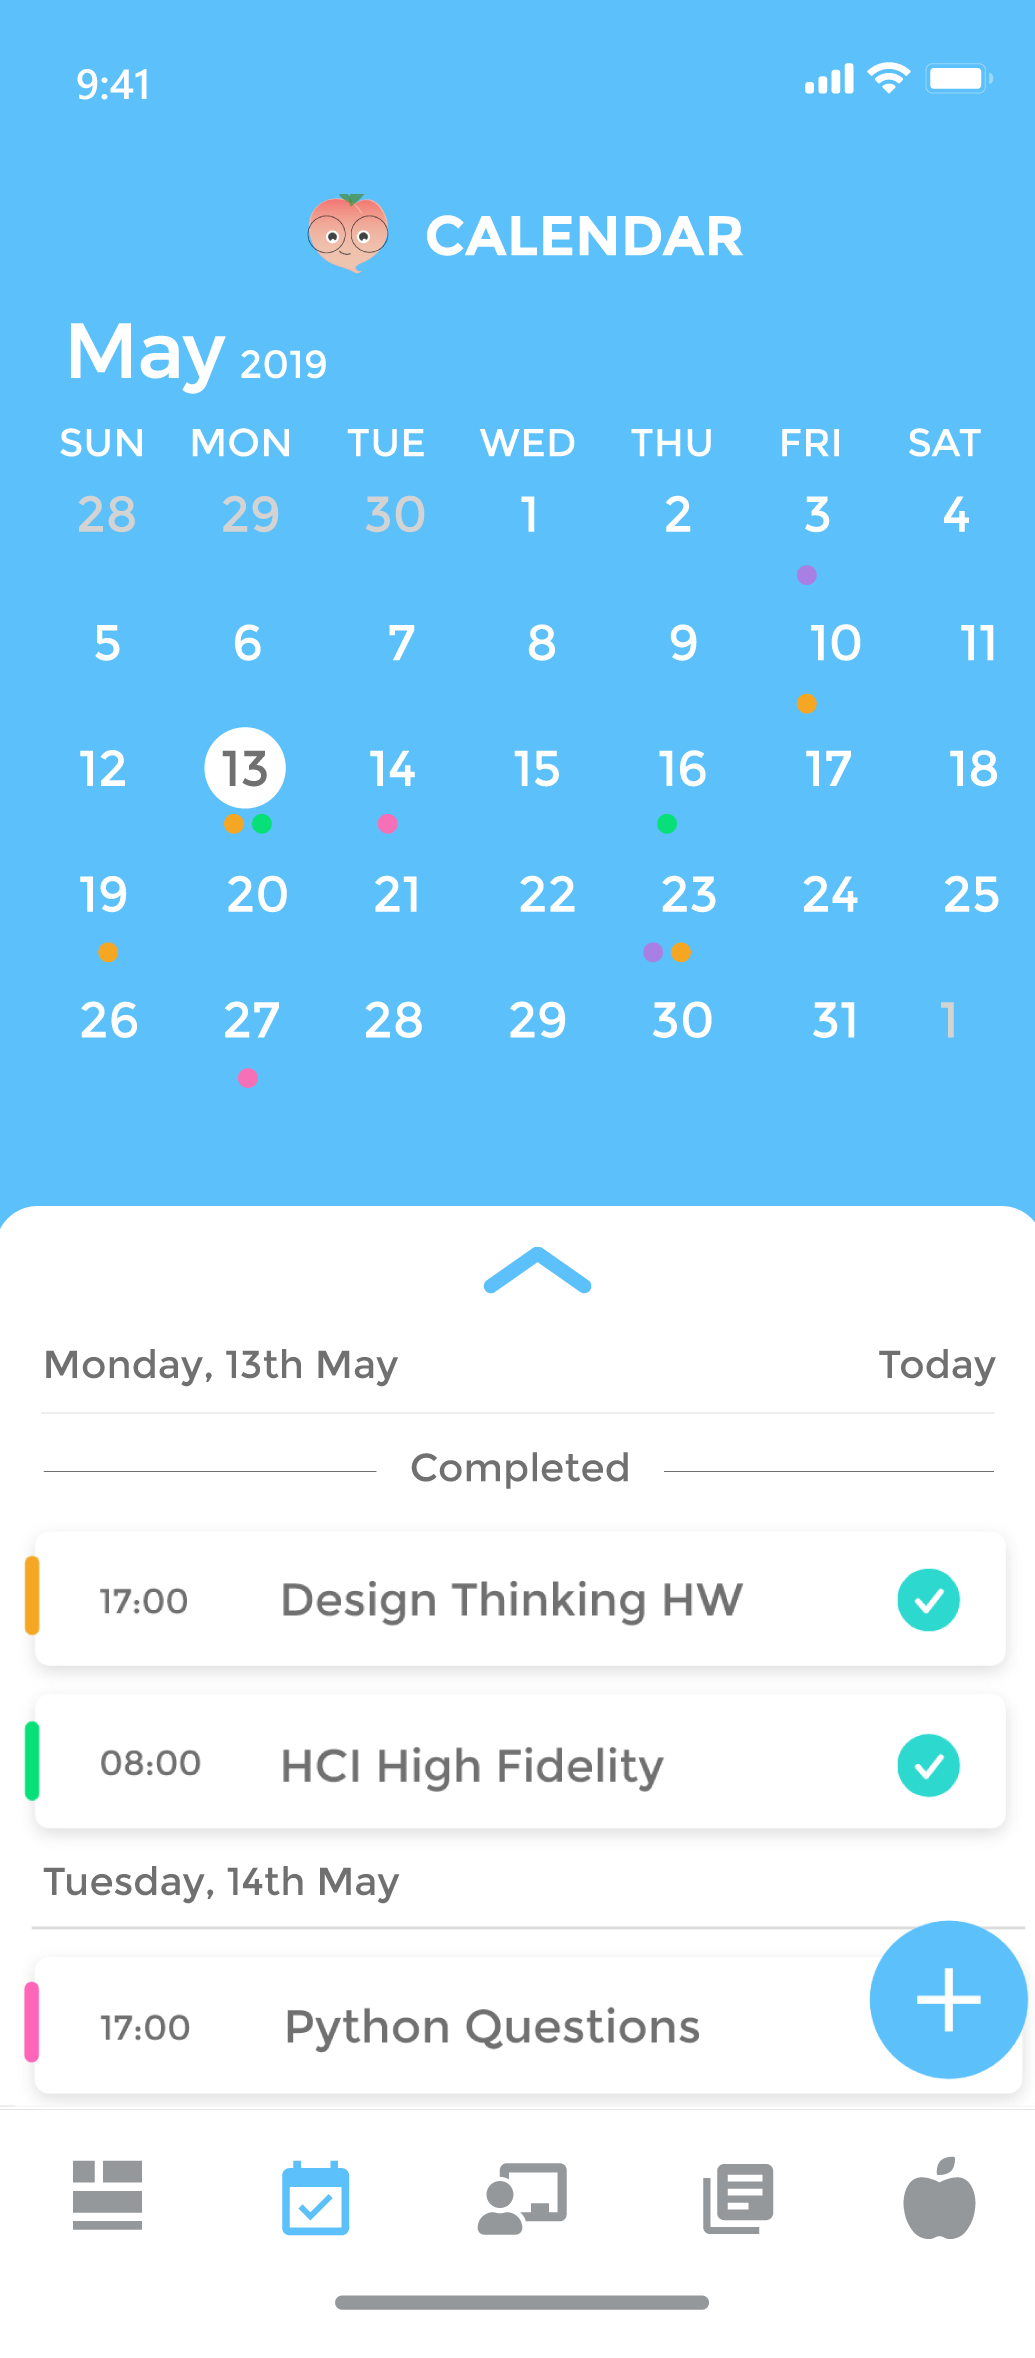 9:41
CALENDAR
May 2019
SUN MON TUE WED THU FRI SAT
28 29 30 1 2 3 4
5 6 7 8 9 10 11
12 13 14 15 16 17 18
19 20 21 22 23 24 25
26 27 28 29 30 31 1
Monday, 13th May Today
Completed
17:00 Design Thinking HW
08:00 HCI High Fidelity
Tuesday, 14th May
17:00 Python Questions